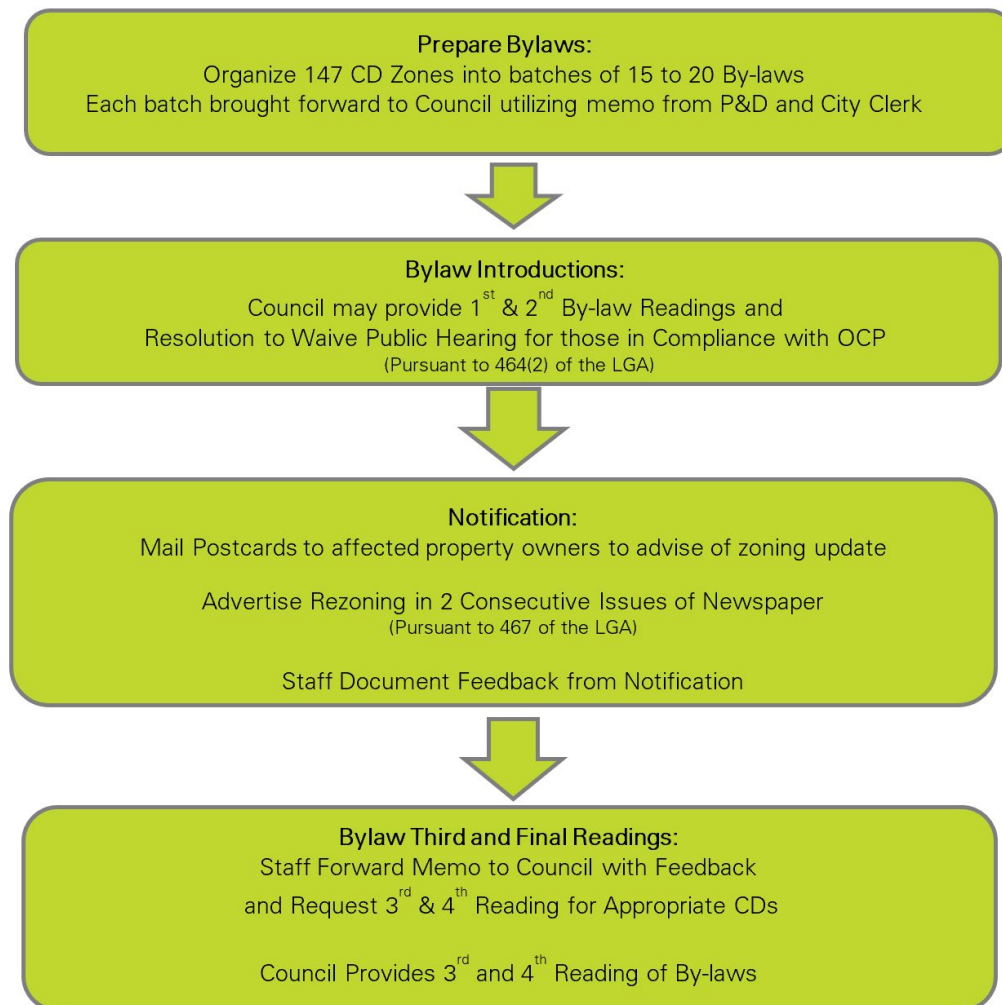 Prepare Bylaws:
Organize 147 CD Zones into batches of 15 to 20 By-laws
Each batch brought forward to Council utilizing memo from P&D and City Clerk
Bylaw Introductions:
Council may provide 1st & 2nd By-law Readings and
Resolution to Waive Public Hearing for those in Compliance with OCP
(Pursuant to 464(2) of the LGA)
Notification:
Mail Postcards to affected property owners to advise of zoning update
Advertise Rezoning in 2 Consecutive Issues of Newspaper
(Pursuant to 467 of the LGA)
Staff Document Feedback from Notification
Bylaw Third and Final Readings:
Staff Forward Memo to Council with Feedback
and Request 3rd & 4th Reading for Appropriate CDs
Council Provides 3rd and 4th Reading of By-laws